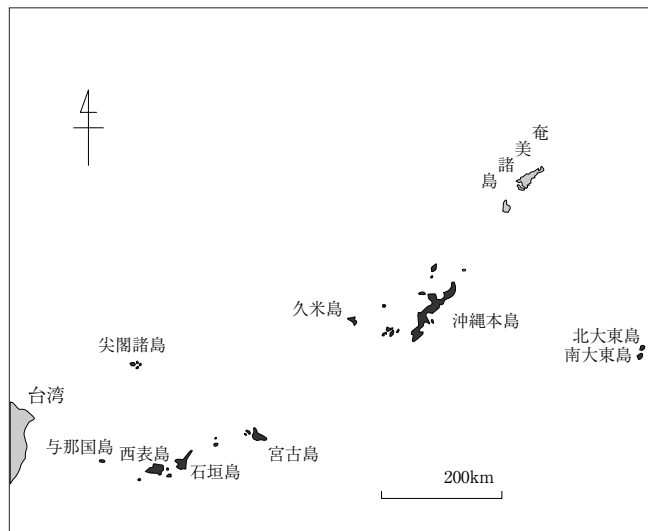 奄美諸島
久米島
沖縄本島
北大東島
南大東島
尖閣諸島
台湾
与那国島
西表島
石垣島
宮古島
200km